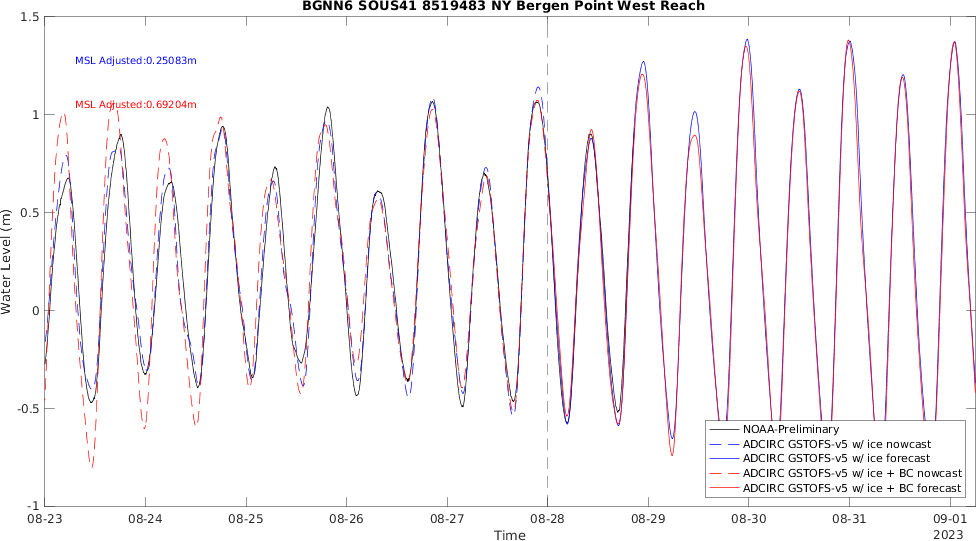 BGNN6 SOUS41 8519483 NY Bergen Point West Reach
1.5
MSL Adjusted:0.25083m
MSL Adjusted:0.69204m
1
0.5
Water Level (m)
0
-0.5
NOAA-Preliminary
ADCIRC GSTOFS-v5 w/ ice nowcast
ADCIRC GSTOFS-v5 w/ ice forecast
ADCIRC GSTOFS-v5 w/ice + BC nowcast
ADCIRC GSTOFS-v5 w/ice + BC forecast
-1
08-23 08-24 08-25 08-26 08-27 08-28 08-29 08-30 08-31 09-01
Time 2023